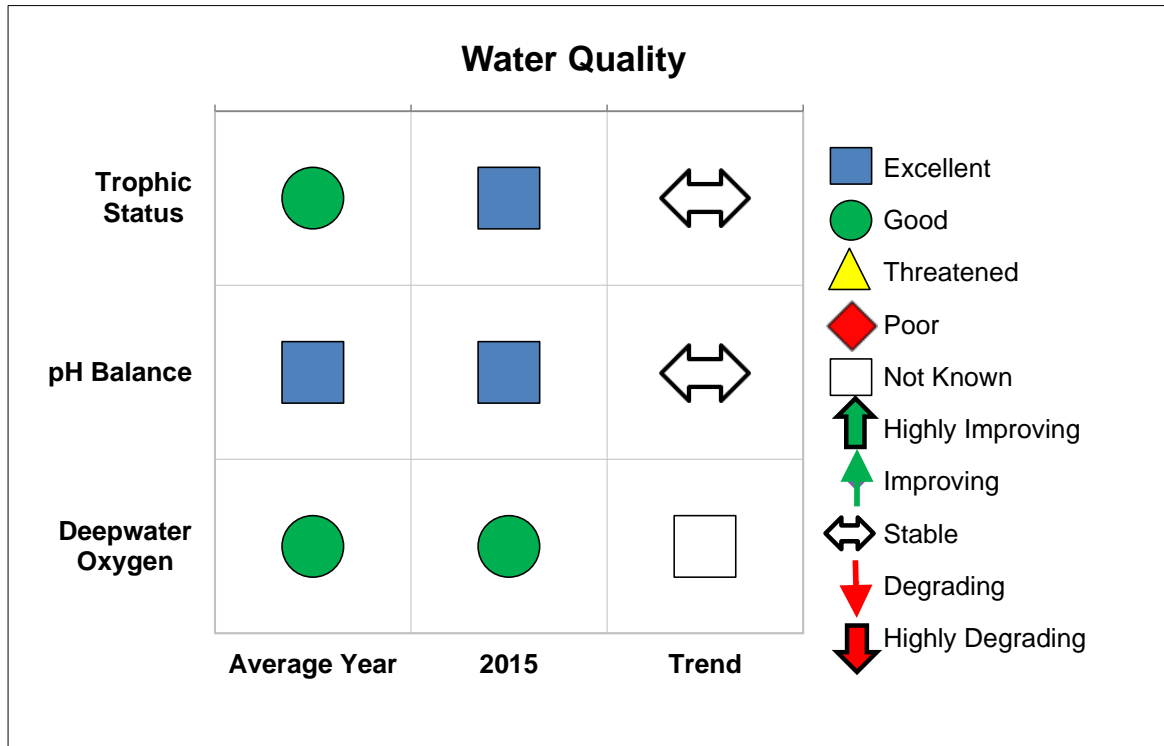 Water Quality
Trophic
Status
pH Balance
Deepwater
Oxygen
Average Year
2015
Trend
Excellent
Good
Threatened
Poor
Not Known
Highly Improving
Improving
Stable
Degrading
Highly Degrading